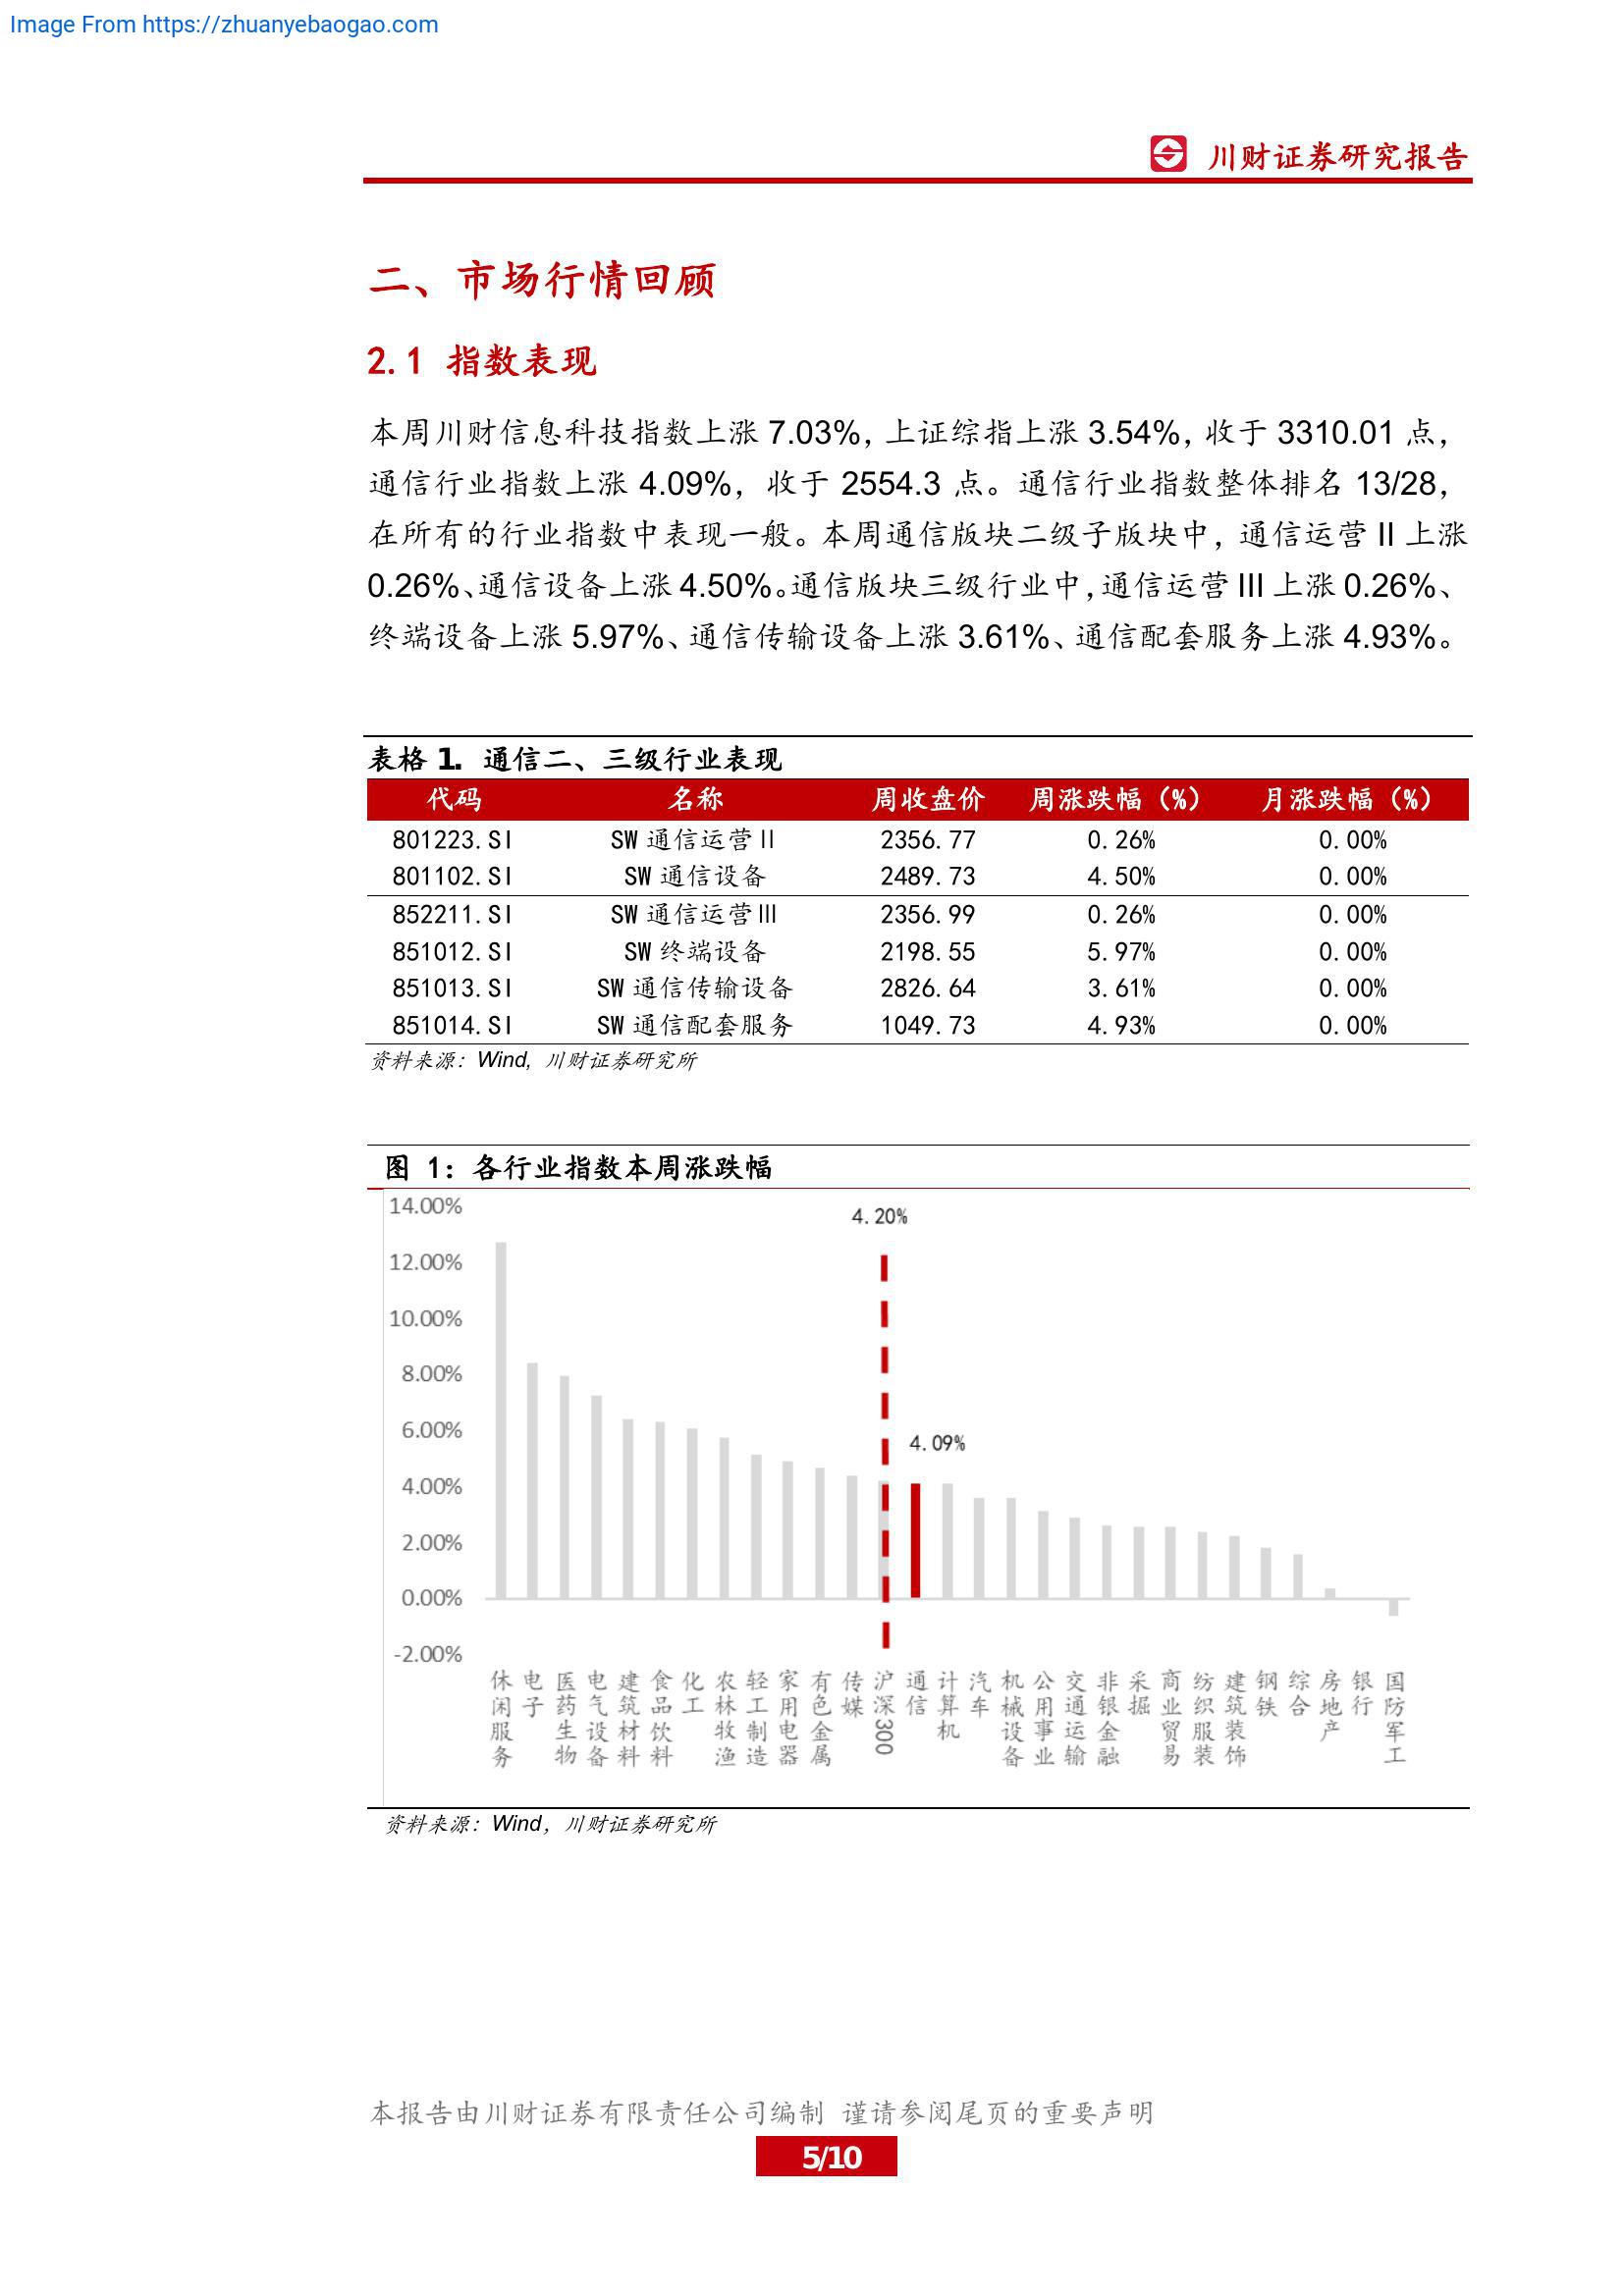 Image From https://zhuanyebaogao.com
川财证券研究报告
二、市场行情回顾
2.1 指数表现
本周川财信息科技指数上涨 7.03%，上证综指上涨 3.54%，收于 3310.01 点，
通信行业指数上涨 4.09%，收于 2554.3 点。通信行业指数整体排名 13/28，
在所有的行业指数中表现一般。本周通信版块二级子版块中，通信运营 II 上涨
0.26%、通信设备上涨 4.50%。通信版块三级行业中，通信运营 III 上涨 0.26%、
终端设备上涨 5.97%、通信传输设备上涨 3.61%、通信配套服务上涨 4.93%。
表格 1. 通信二、三级行业表现
代码 名称 周收盘价 周涨跌幅（%） 月涨跌幅（%）
801223.SI SW 通信运营Ⅱ 2356.77 0.26% 0.00%
801102.SI SW 通信设备 2489.73 4.50% 0.00%
852211.SI SW 通信运营Ⅲ 2356.99 0.26% 0.00%
851012.SI SW 终端设备 2198.55 5.97% 0.00%
851013.SI SW 通信传输设备 2826.64 3.61% 0.00%
851014.SI SW 通信配套服务 1049.73 4.93% 0.00%
资料来源：Wind, 川财证券研究所
图 1：各行业指数本周涨跌幅
14.00%
12.00%
10.00%
8.00%
6.00%
4.00%
2.00%
0.00%
-2.00%
4.20%
4.09%
休闲服务
电子
医药生物
电气设备
建筑材料
食品饮料
化工
农林牧渔
轻工制造
家用电器
有色金属
传媒
沪深300
通信
计算机
汽车
机械设备
公用事业
交通运输
非银金融
采掘
商业贸易
纺织服装
建筑装饰
钢铁
综合
房地产
银行
国防军工
资料来源：Wind，川财证券研究所
本报告由川财证券有限责任公司编制 谨请参阅尾页的重要声明
5/10